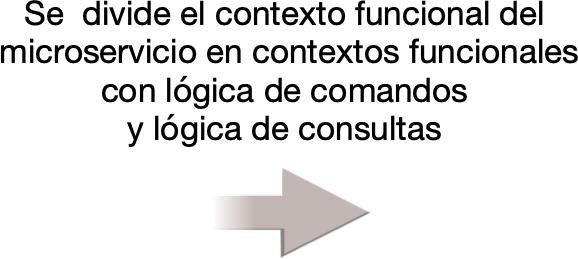 Se  divide el contexto funcional del
microservicio en contextos funcionales
con lógica de comandos
y lógica de consultas